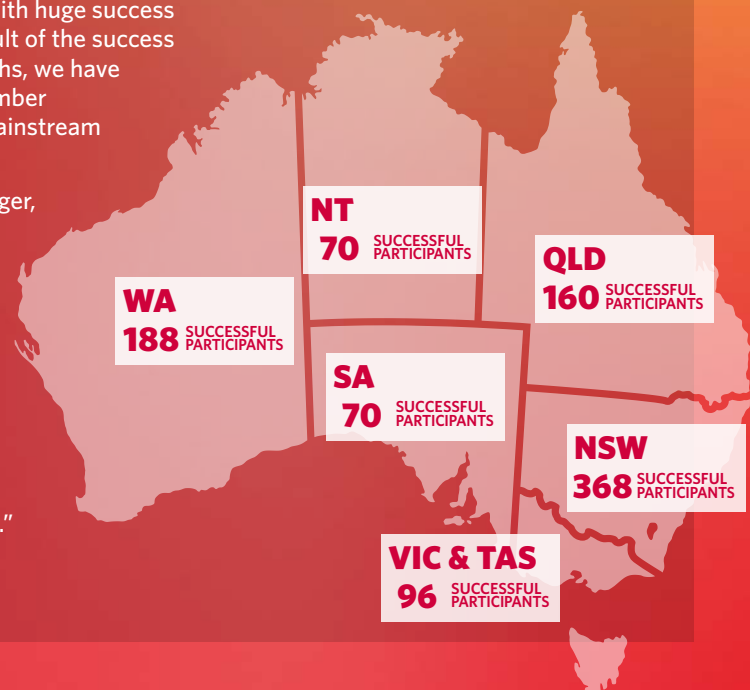 ith huge success
ult of the success
hs, we have
mber
ainstream
ger,
."
NT
70 SUCCESSFUL
PARTICIPANTS
QLD
160 SUCCESSFUL
PARTICIPANTS
WA
188 SUCCESSFUL
PARTICIPANTS
SA
70 SUCCESSFUL
PARTICIPANTS
NSW
368 SUCCESSFUL
PARTICIPANTS
VIC & TAS
96 SUCCESSFUL
PARTICIPANTS